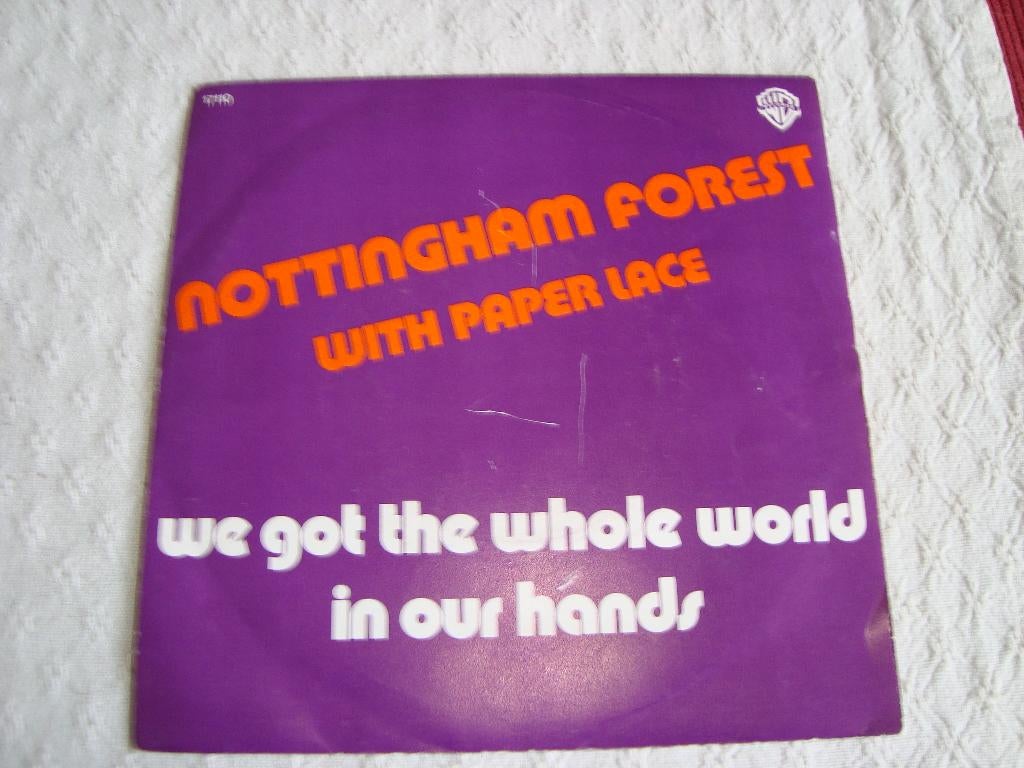 NOTTINGHAM FOREST
WITH PAPER LACE
we got the whole world
in our hands